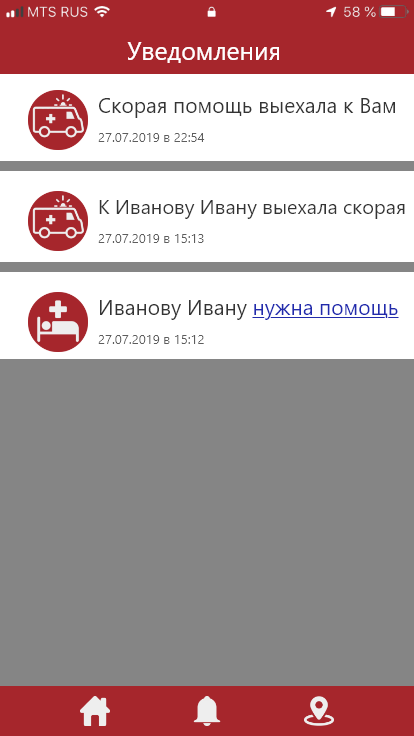 MTS RUS 58 %
Уведомления
Скорая помощь выехала к Вам
27.07.2019 в 22:54
К Иванову Ивану выехала скорая
27.07.2019 в 15:13
Иванову Ивану нужна помощь
27.07.2019 в 15:12